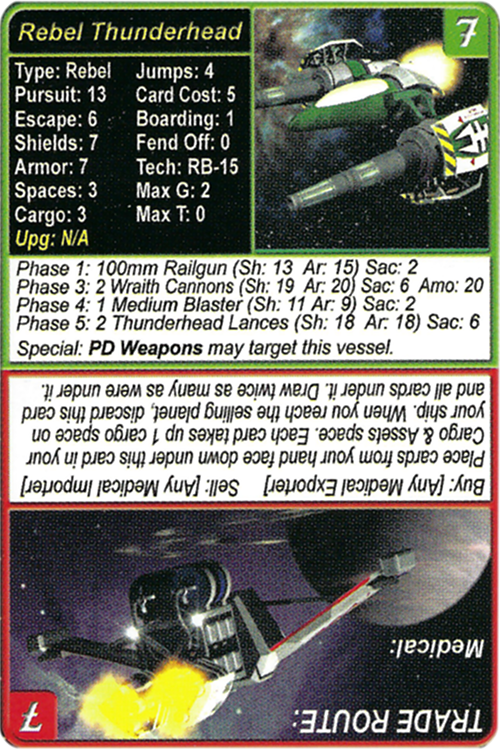 Rebel Thunderhead
7
Type: Rebel Jumps: 4
Pursuit: 13 Card Cost: 5
Escape: 6 Boarding: 1
Shields: 7 Fend Off: 0
Armor: 7 Tech: RB-15
Spaces: 3 Max G: 2
Cargo: 3 Max T: 0
Upg: N/A
Phase 1: 100mm Railgun (Sh: 13 Ar: 15) Sac: 2
Phase 3: 2 Wraith Cannons (Sh: 19 Ar: 20) Sac: 6 Amo: 20
Phase 4: 1 Medium Blaster (Sh: 11 Ar: 9) Sac: 2
Phase 5: 2 Thunderhead Lances (Sh: 18 Ar: 18) Sac: 6
Special: PD Weapons may target this vessel.
TRADE ROUTE:
7
Medical:
Buy: [Any Medical Exporter] Sell: [Any Medical Importer]
Place cards from your hand face down under this card in your
Cargo & Assets space. Each card takes up 1 cargo space on
your ship. When you reach the selling planet, discard this card
and all cards under it. Draw twice as many as were under it.